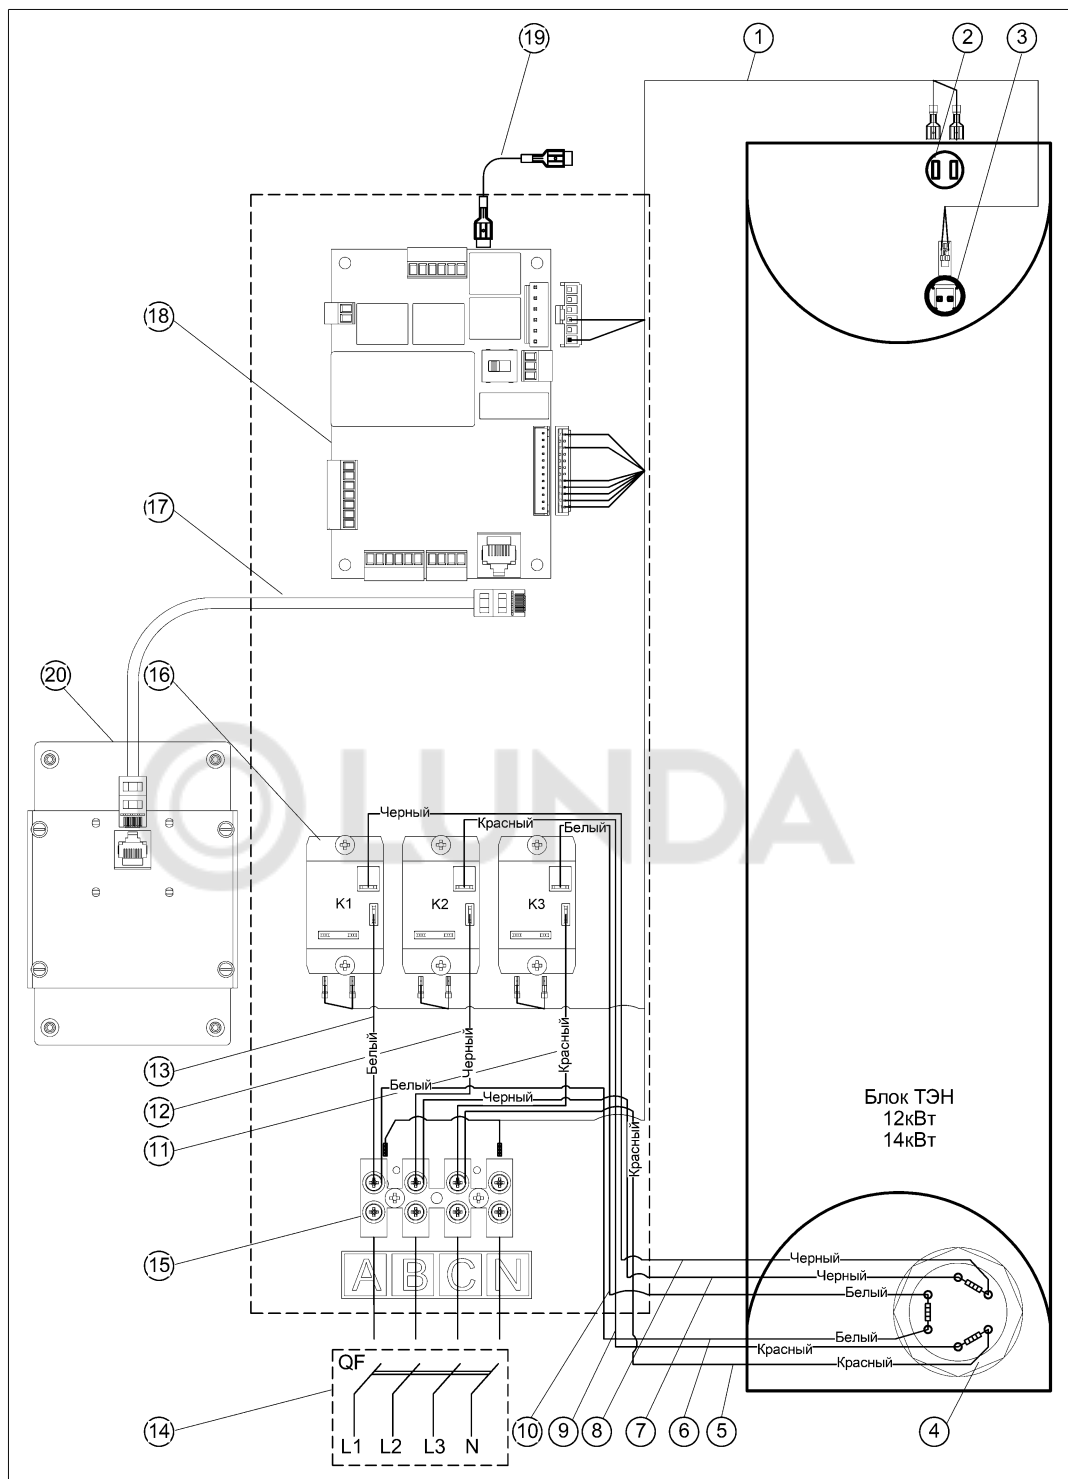 19
1
2
3
18
17
20
16
LUNDA
Черный
Красный
Белый
K1
K2
K3
13
Белый
Черный
Красный
12
Белый
Черный
11
Красный
Блок ТЭН
12кВт
14кВт
15
A B C N
Черный
Черный
Белый
Белый
Красный
Красный
QF
L1 L2 L3 N
14
10
9
8
7
6
5
4